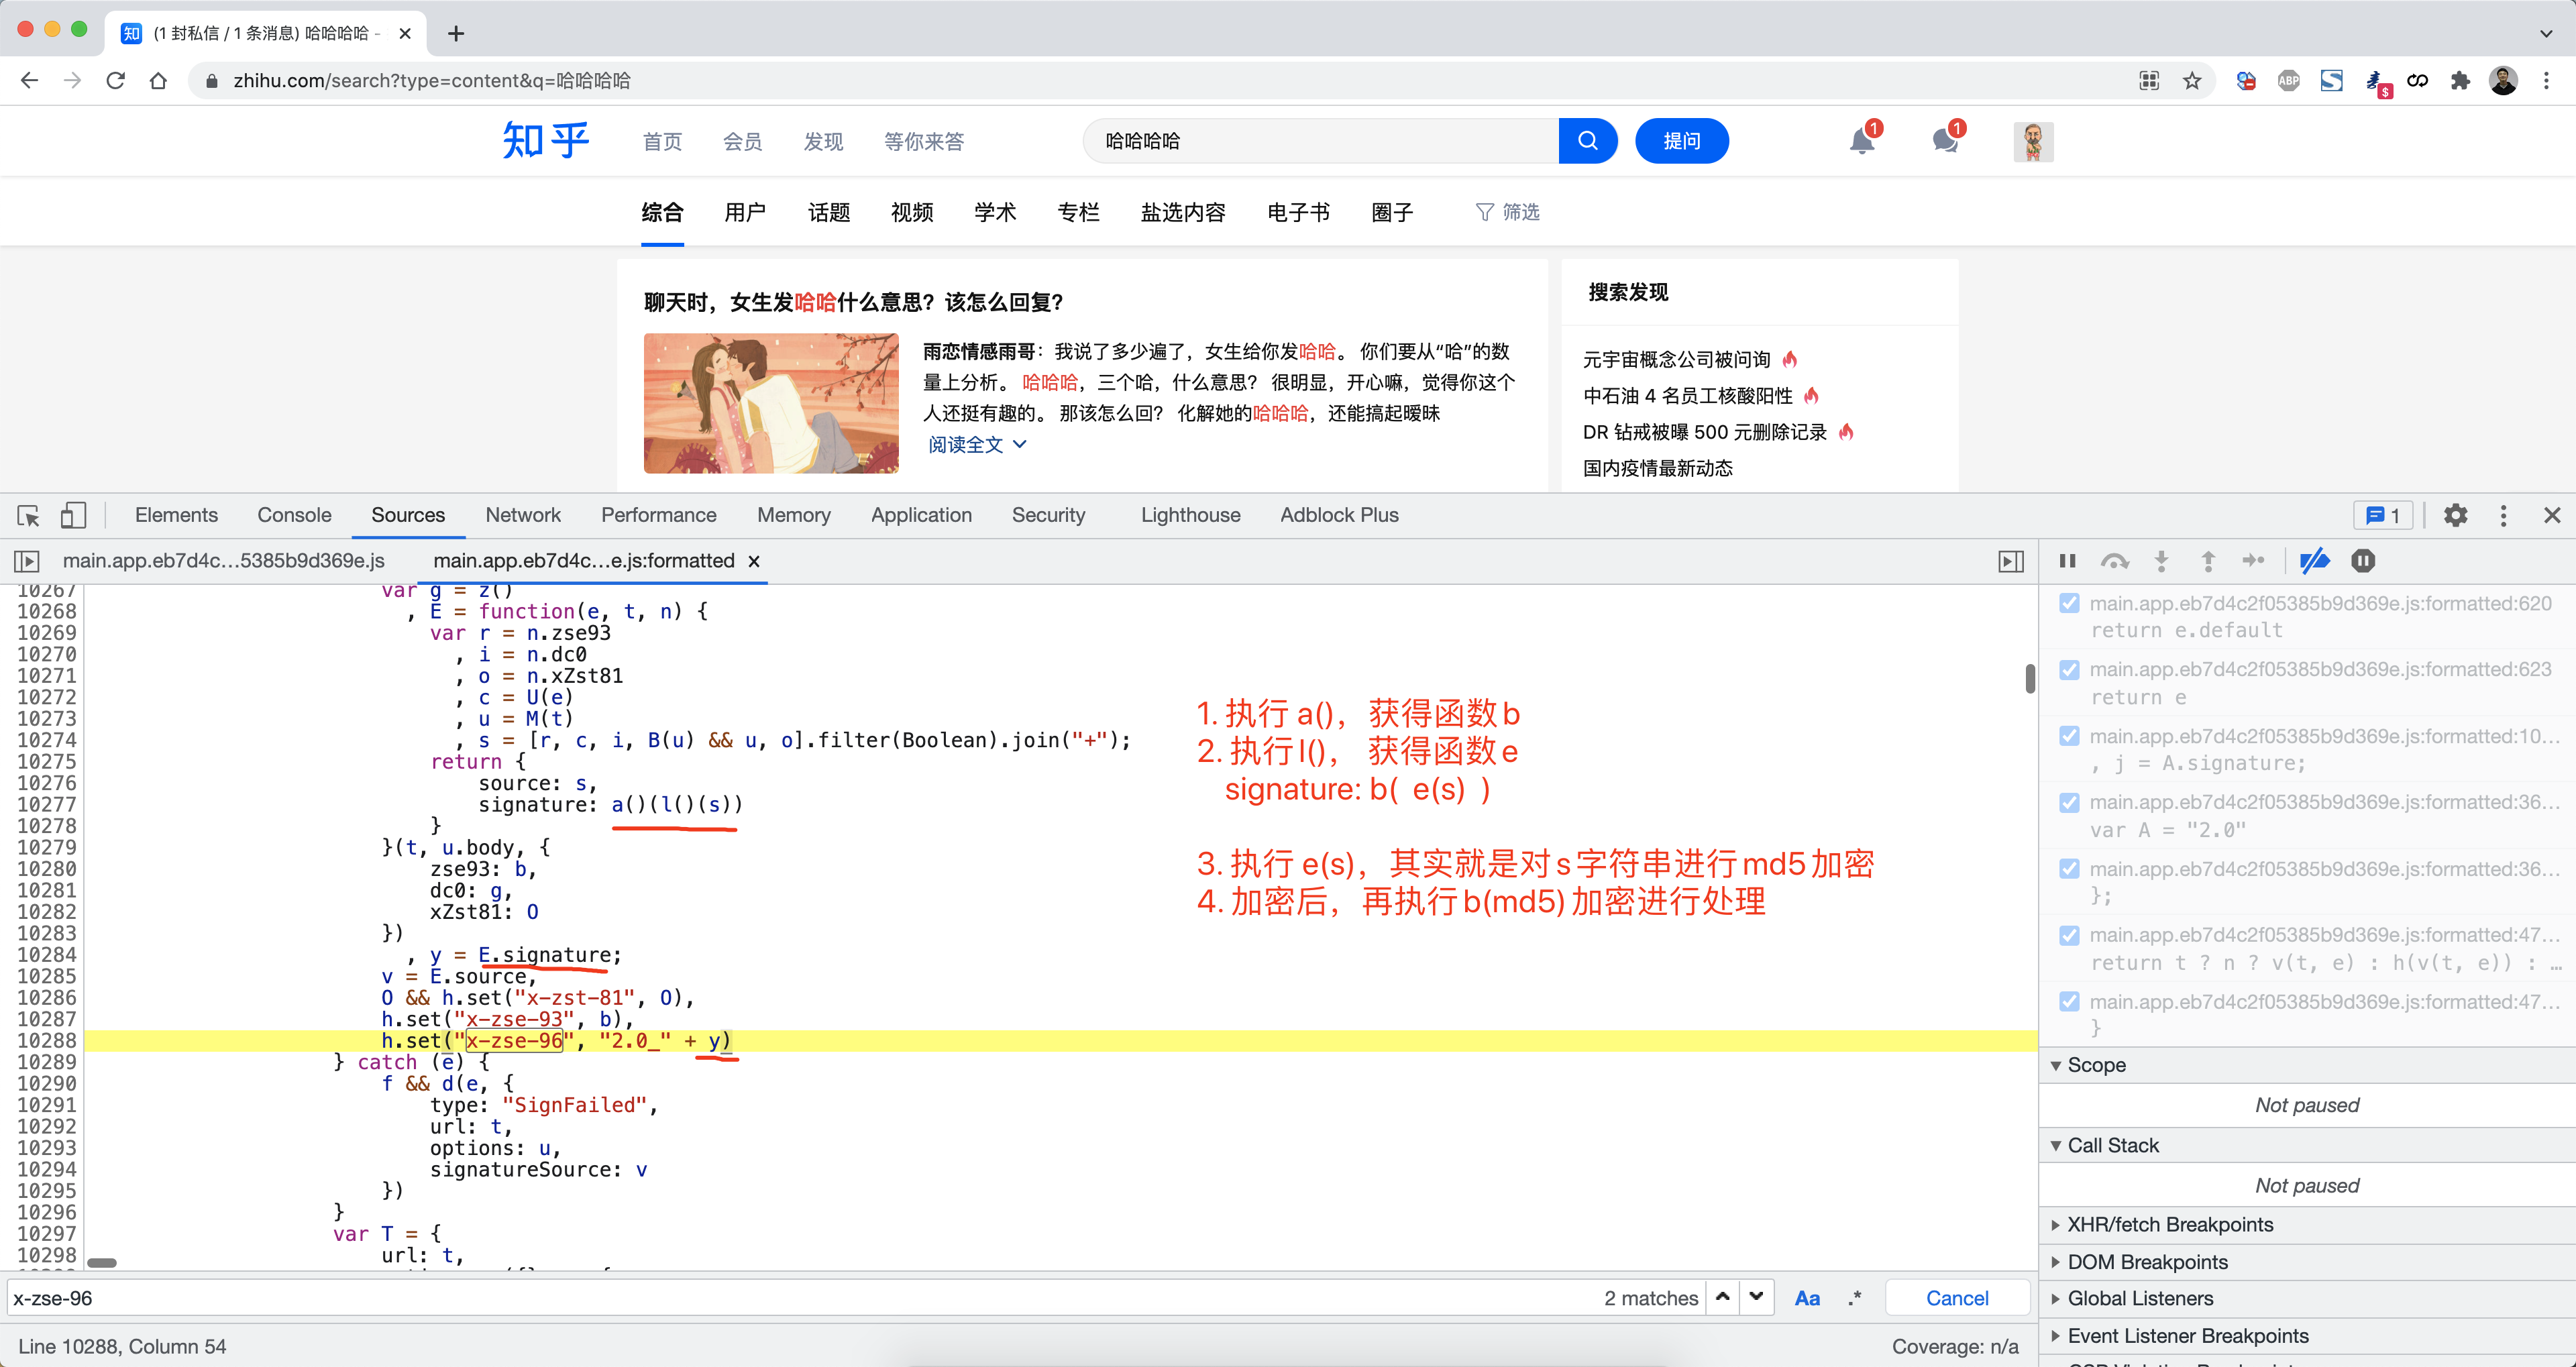 (1 封私信 / 1 条消息) 哈哈哈哈 -
zhihu.com/search?type=content&q=哈哈哈哈
ABP
$
知乎
首页
会员
发现
等你来答
哈哈哈哈
提问
1
1
综合
用户
话题
视频
学术
专栏
盐选内容
电子书
圈子
筛选
聊天时，女生发哈哈什么意思？该怎么回复？
雨恋情感雨哥：我说了多少遍了，女生给你发哈哈。 你们要从“哈”的数
量上分析。 哈哈哈，三个哈，什么意思？ 很明显，开心嘛，觉得你这个
人还挺有趣的。 那该怎么回？ 化解她的哈哈哈，还能搞起暧昧
阅读全文
搜索发现
元宇宙概念公司被问询
中石油 4 名员工核酸阳性
DR 钻戒被曝 500 元删除记录
国内疫情最新动态
Elements
Console
Sources
Network
Performance
Memory
Application
Security
Lighthouse
Adblock Plus
1
main.app.eb7d4c...5385b9d369e.js
main.app.eb7d4c...e.js:formatted
10267 var g = z()
10268 , E = function(e, t, n) {
10269 var r = n.zse93
10270 , i = n.dc0
10271 , o = n.xZst81
10272 , c = U(e)
10273 , u = M(t)
10274 , s = [r, c, i, B(u) && u, o].filter(Boolean).join("+");
10275 return {
10276 source: s,
10277 signature: a()(l()(s))
10278 }
10279 }(t, u.body, {
10280 zse93: b,
10281 dc0: g,
10282 xZst81: O
10283 })
10284 , y = E.signature;
10285 v = E.source,
10286 O && h.set("x-zst-81", O),
10287 h.set("x-zse-93", b),
10288 h.set("x-zse-96", "2.0_" + y)
10289 } catch (e) {
10290 f && d(e, {
10291 type: "SignFailed",
10292 url: t,
10293 options: u,
10294 signatureSource: v
10295 })
10296 }
10297 var T = {
10298 url: t,
1. 执行 a()， 获得函数b
2. 执行l()， 获得函数e
signature: b( e(s) )
3. 执行 e(s)，其实就是对s字符串进行md5加密
4. 加密后，再执行b(md5)加密进行处理
main.app.eb7d4c2f05385b9d369e.js:formatted:620
return e.default
main.app.eb7d4c2f05385b9d369e.js:formatted:623
return e
main.app.eb7d4c2f05385b9d369e.js:formatted:10...
, j = A.signature;
main.app.eb7d4c2f05385b9d369e.js:formatted:36...
var A = "2.0"
main.app.eb7d4c2f05385b9d369e.js:formatted:36...
};
main.app.eb7d4c2f05385b9d369e.js:formatted:47...
return t ? n ? v(t, e) : h(v(t, e)) : …
main.app.eb7d4c2f05385b9d369e.js:formatted:47...
}
Scope
Not paused
Call Stack
Not paused
XHR/fetch Breakpoints
DOM Breakpoints
Global Listeners
Event Listener Breakpoints
x-zse-96
2 matches
Aa
.*
Cancel
Line 10288, Column 54
Coverage: n/a